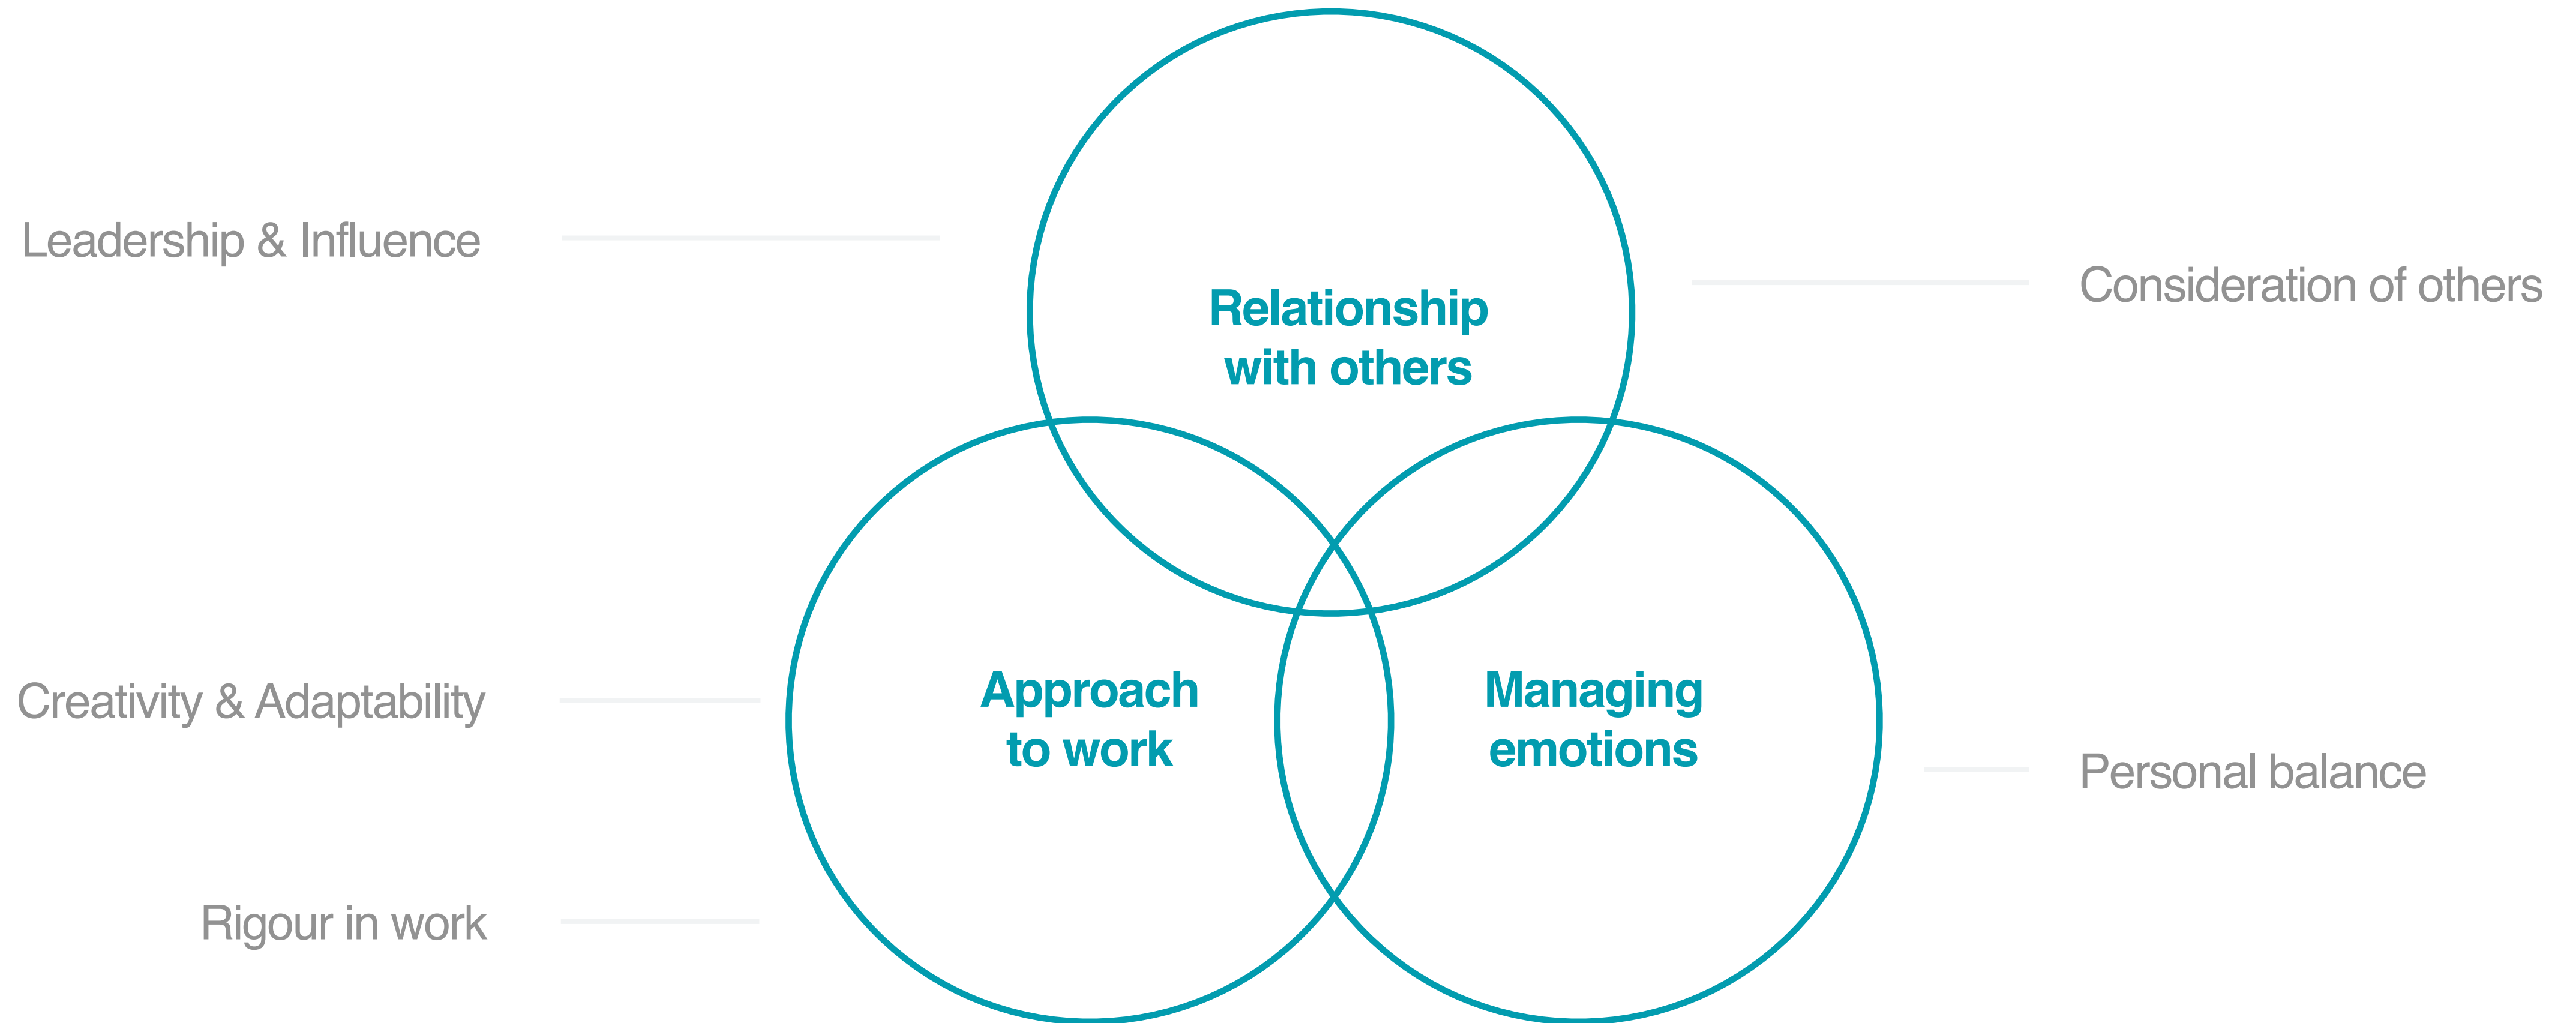 Leadership & Influence
Consideration of others
Relationship
with others
Creativity & Adaptability
Approach
to work
Managing
emotions
Personal balance
Rigour in work